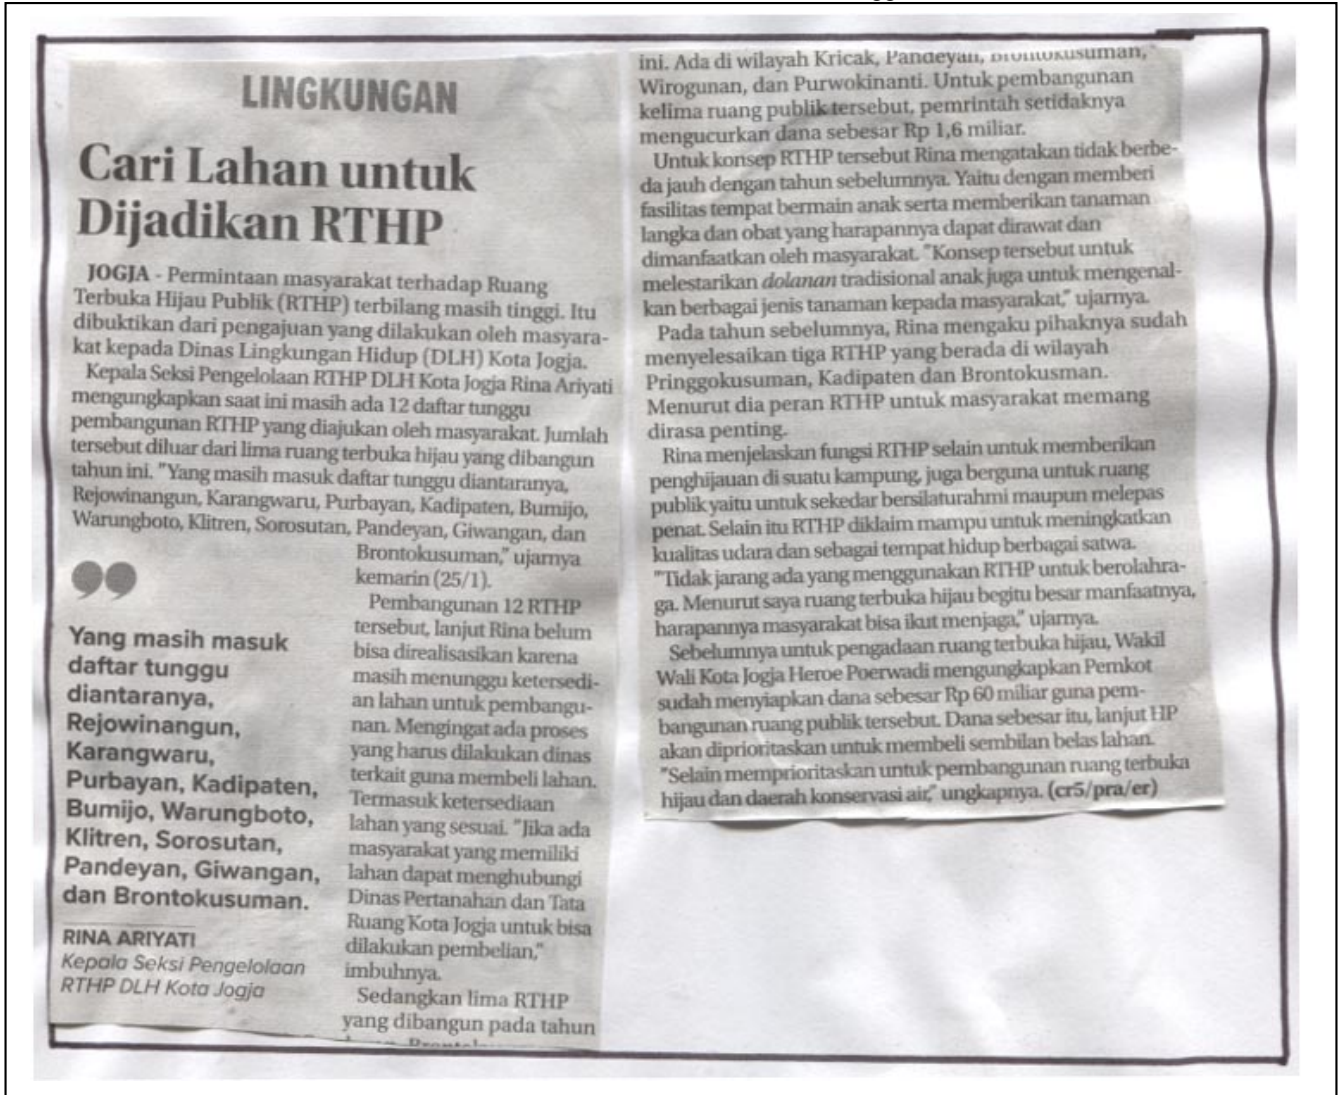 LINGKUNGAN
Cari Lahan untuk
Dijadikan RTHP
JOGJA - Permintaan masyarakat terhadap Ruang
Terbuka Hijau Publik (RTHP) terbilang masih tinggi. Itu
dibuktikan dari pengajuan yang dilakukan oleh masyara-
kat kepada Dinas Lingkungan Hidup (DLH) Kota Jogja.
Kepala Seksi Pengelolaan RTHP DLH Kota Jogja Rina Ariyati
mengungkapkan saat ini masih ada 12 daftar tunggu
pembangunan RTHP yang diajukan oleh masyarakat. Jumlah
tersebut diluar dari lima ruang terbuka hijau yang dibangun
tahun ini. "Yang masih masuk daftar tunggu diantaranya,
Rejowinangun, Karangwaru, Purbayan, Kadipaten, Bumijo,
Warungboto, Klitren, Sorosutan, Pandeyan, Giwangan, dan
Brontokusuman," ujarnya
kemarin (25/1).
Pembangunan 12 RTHP
tersebut, lanjut Rina belum
bisa direalisasikan karena
masih menunggu ketersedi-
an lahan untuk pembangu-
nan. Mengingat ada proses
yang harus dilakukan dinas
terkait guna membeli lahan.
Termasuk ketersediaan
lahan yang sesuai. "Jika ada
masyarakat yang memiliki
lahan dapat menghubungi
Dinas Pertanahan dan Tata
Ruang Kota Jogja untuk bisa
dilakukan pembelian,"
imbuhnya.
Sedangkan lima RTHP
yang dibangun pada tahun
Yang masih masuk
daftar tunggu
diantaranya,
Rejowinangun,
Karangwaru,
Purbayan, Kadipaten,
Bumijo, Warungboto,
Klitren, Sorosutan,
Pandeyan, Giwangan,
dan Brontokusuman.
RINA ARIYATI
Kepala Seksi Pengelolaan
RTHP DLH Kota Jogja
ini. Ada di wilayah Kricak, Pandeyan, Brontokusuman,
Wirogunan, dan Purwokinanti. Untuk pembangunan
kelima ruang publik tersebut, pemrintah setidaknya
mengucurkan dana sebesar Rp 1,6 miliar.
Untuk konsep RTHP tersebut Rina mengatakan tidak berbe-
da jauh dengan tahun sebelumnya. Yaitu dengan memberi
fasilitas tempat bermain anak serta memberikan tanaman
langka dan obat yang harapannya dapat dirawat dan
dimanfaatkan oleh masyarakat. "Konsep tersebut untuk
melestarikan dolanan tradisional anak juga untuk mengenal-
kan berbagai jenis tanaman kepada masyarakat," ujarnya.
Pada tahun sebelumnya, Rina mengaku pihaknya sudah
menyelesaikan tiga RTHP yang berada di wilayah
Pringgokusuman, Kadipaten dan Brontokusman.
Menurut dia peran RTHP untuk masyarakat memang
dirasa penting.
Rina menjelaskan fungsi RTHP selain untuk memberikan
penghijauan di suatu kampung, juga berguna untuk ruang
publik yaitu untuk sekedar bersilaturahmi maupun melepas
penat. Selain itu RTHP diklaim mampu untuk meningkatkan
kualitas udara dan sebagai tempat hidup berbagai satwa.
"Tidak jarang ada yang menggunakan RTHP untuk berolahra-
ga. Menurut saya ruang terbuka hijau begitu besar manfaatnya,
harapannya masyarakat bisa ikut menjaga," ujarnya.
Sebelumnya untuk pengadaan ruang terbuka hijau, Wakil
Wali Kota Jogja Heroe Poerwadi mengungkapkan Pemkot
sudah menyiapkan dana sebesar Rp 60 miliar guna pem-
bangunan ruang publik tersebut. Dana sebesar itu, lanjut HP
akan diprioritaskan untuk membeli sembilan belas lahan.
"Selain memprioritaskan untuk pembangunan ruang terbuka
hijau dan daerah konservasi air," ungkapnya. (cr5/pra/er)